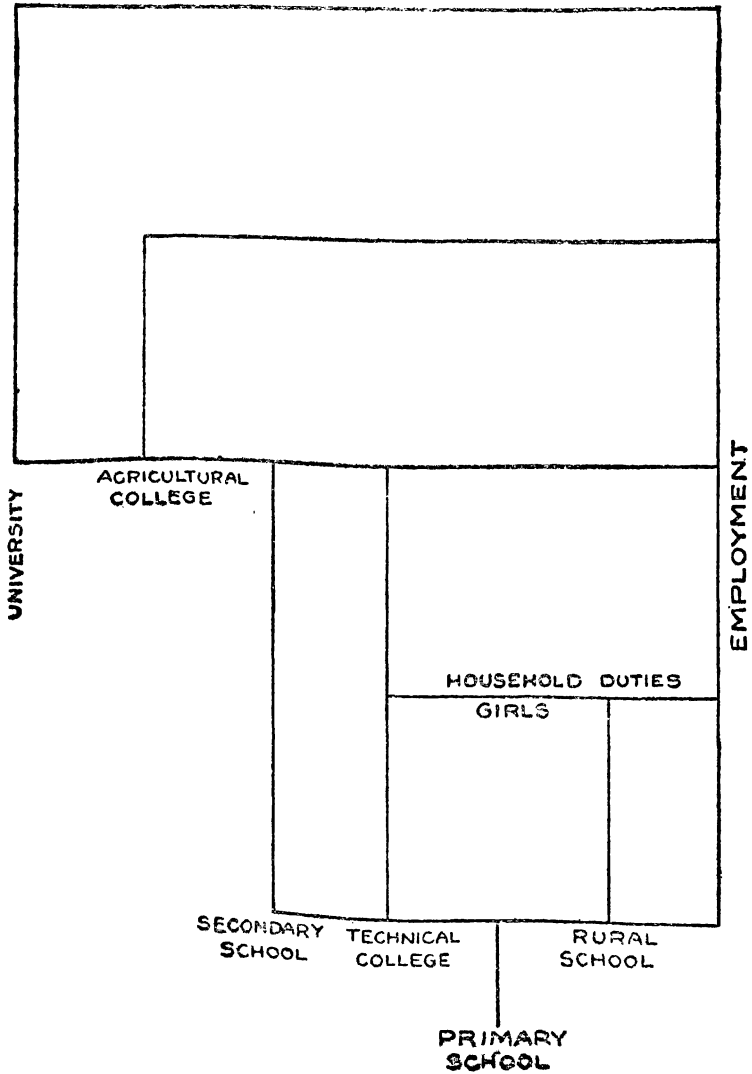 AGRICULTURAL
COLLEGE
UNIVERSITY
EMPLOYMENT
HOUSEHOLD DUTIES
GIRLS
SECONDARY
SCHOOL
TECHNICAL
COLLEGE
RURAL
SCHOOL
PRIMARY
SCHOOL